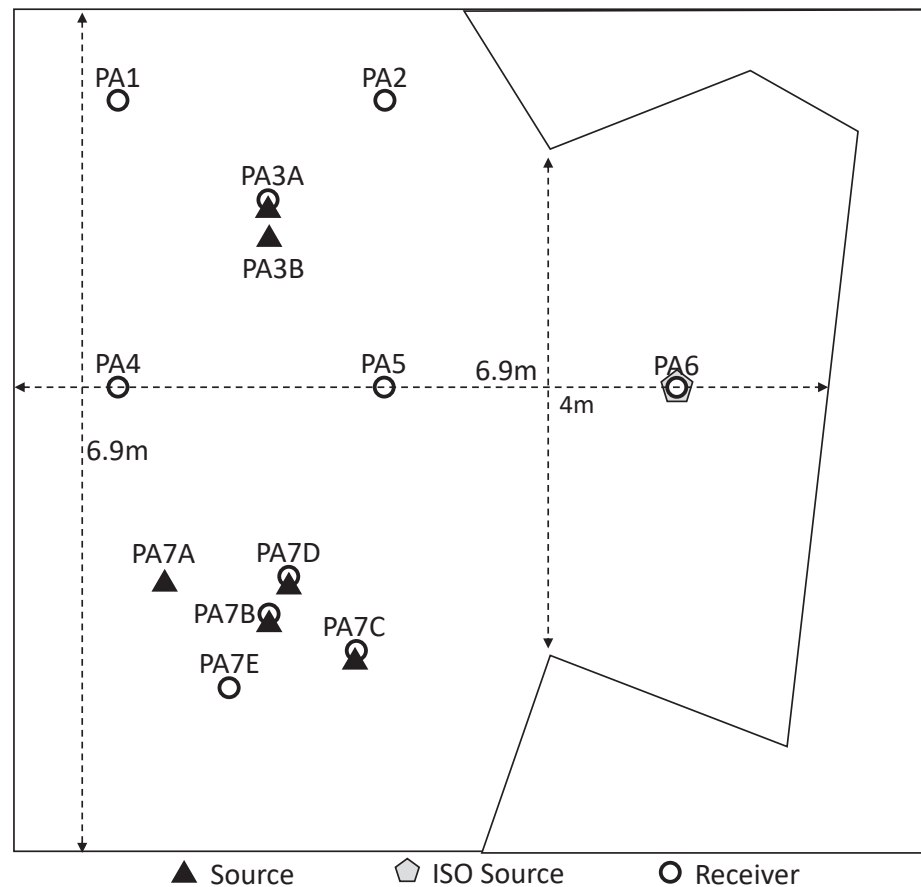 PA1
PA2
PA3A
PA3B
PA4
PA5
6.9m
PA6
4m
6.9m
PA7A
PA7D
PA7B
PA7C
PA7E
Source
ISO Source
Receiver